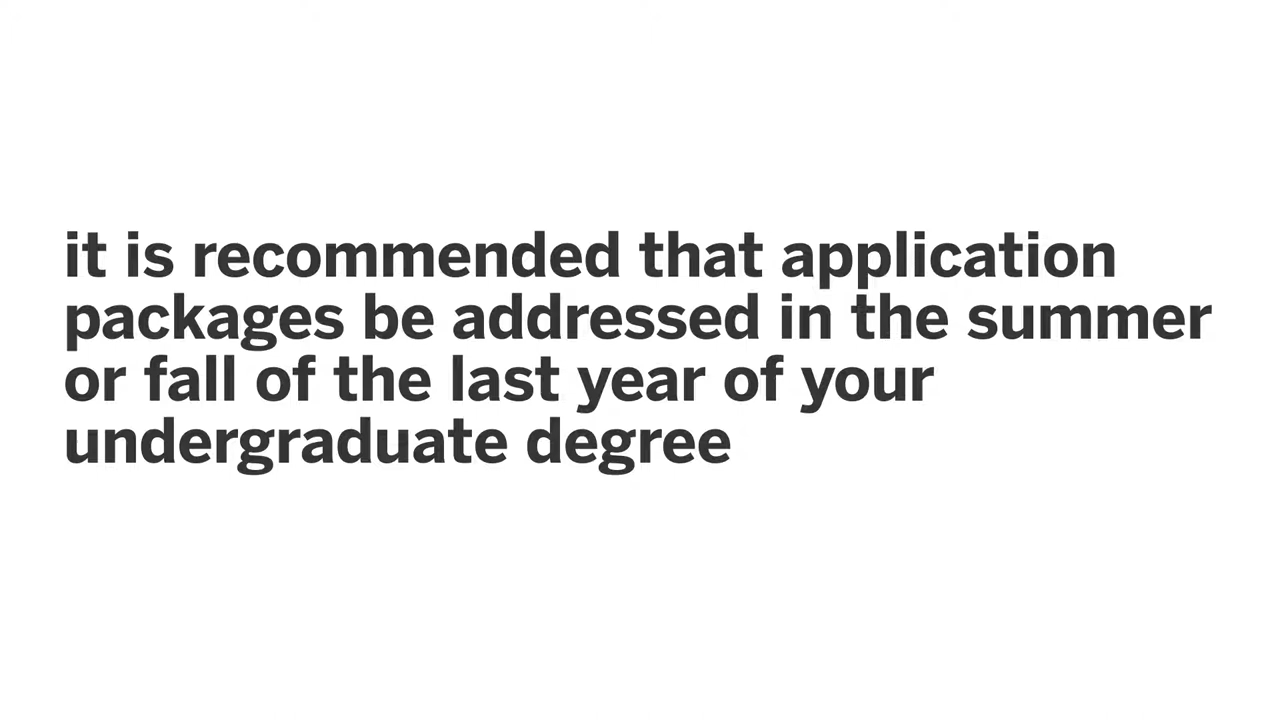 it is recommended that application
packages be addressed in the summer
or fall of the last year of your
undergraduate degree